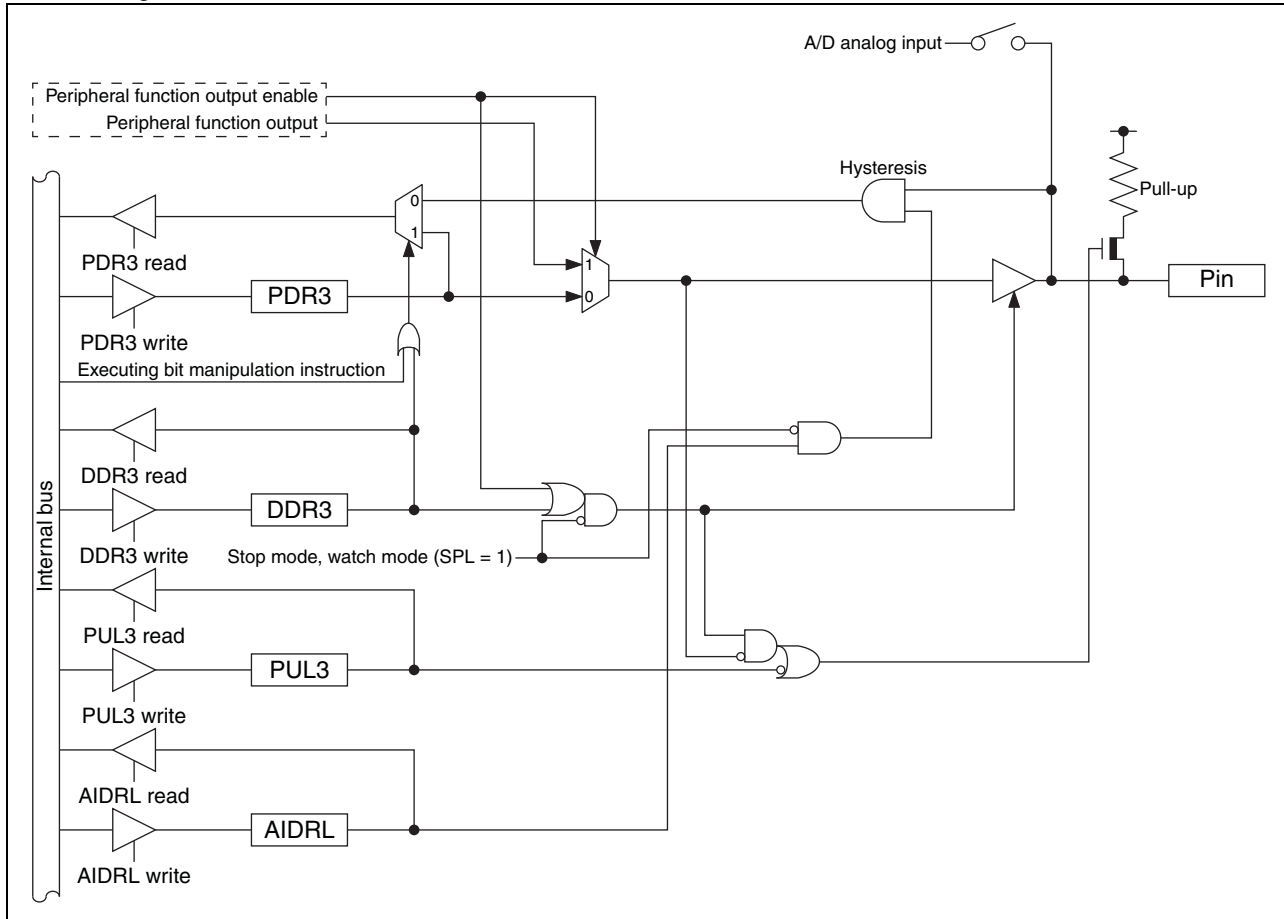 A/D analog input
Peripheral function output enable
Peripheral function output
Hysteresis
Pull-up
0
1
PDR3 read
1
0
PDR3
Pin
PDR3 write
Executing bit manipulation instruction
DDR3 read
DDR3
DDR3 write
Stop mode, watch mode (SPL = 1)
Internal bus
PUL3 read
PUL3
PUL3 write
AIDRL read
AIDRL
AIDRL write